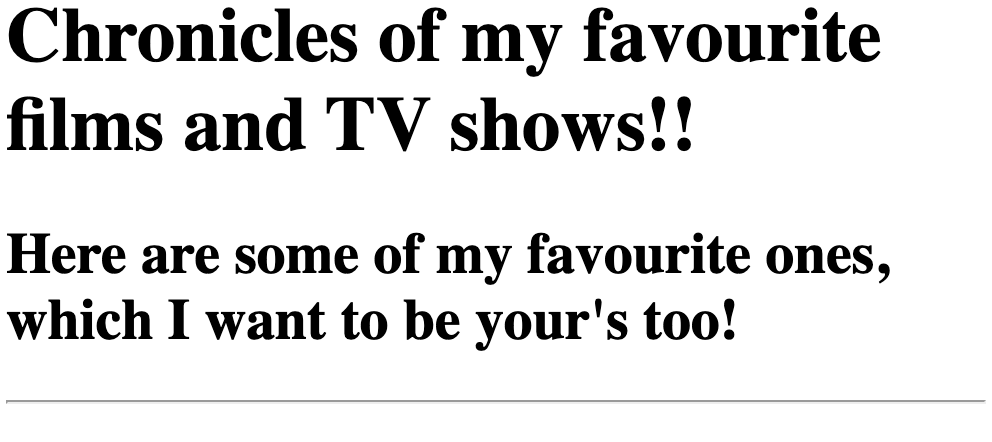 Chronicles of my favourite
films and TV shows!!
Here are some of my favourite ones,
which I want to be your's too!